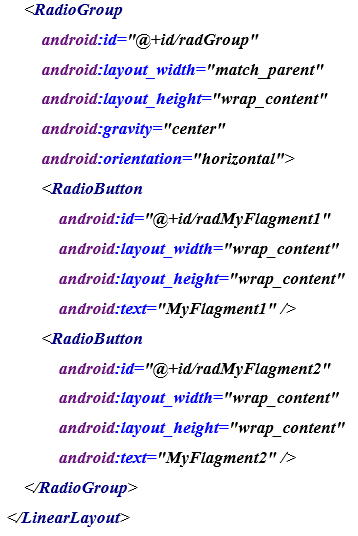 <RadioGroup
android:id="@+id/radGroup"
android:layout_width="match_parent"
android:layout_height="wrap_content"
android:gravity="center"
android:orientation="horizontal">
<RadioButton
android:id="@+id/radMyFlagment1"
android:layout_width="wrap_content"
android:layout_height="wrap_content"
android:text="MyFlagment1" />
<RadioButton
android:id="@+id/radMyFlagment2"
android:layout_width="wrap_content"
android:layout_height="wrap_content"
android:text="MyFlagment2" />
</RadioGroup>
</LinearLayout>